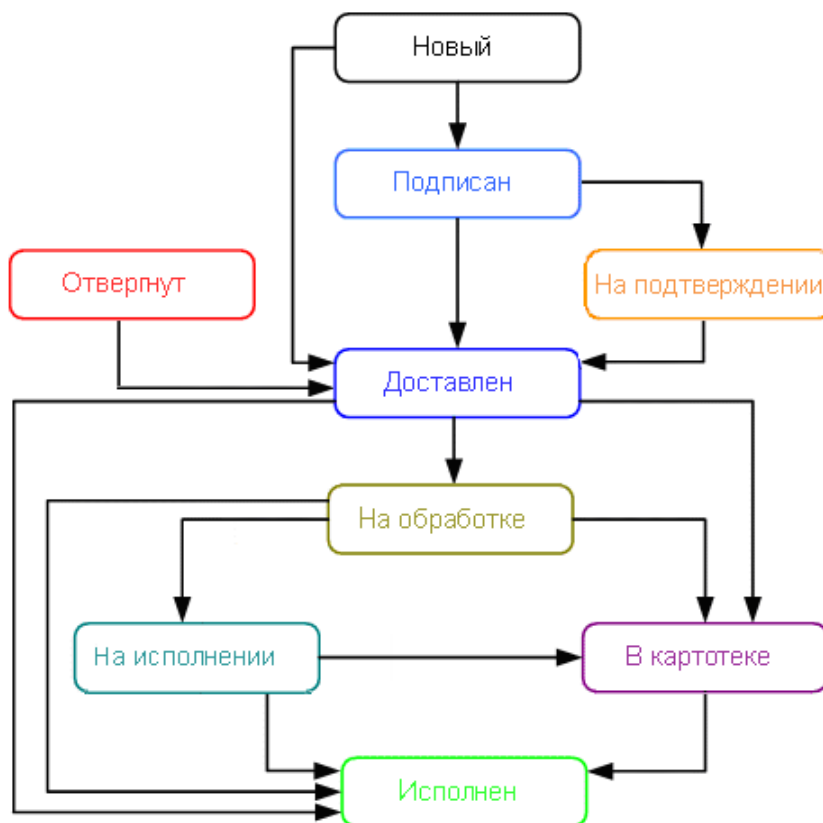 Новый
Подписан
Отвергнут
На подтверждении
Доставлен
На обработке
На исполнении
В картотеке
Исполнен